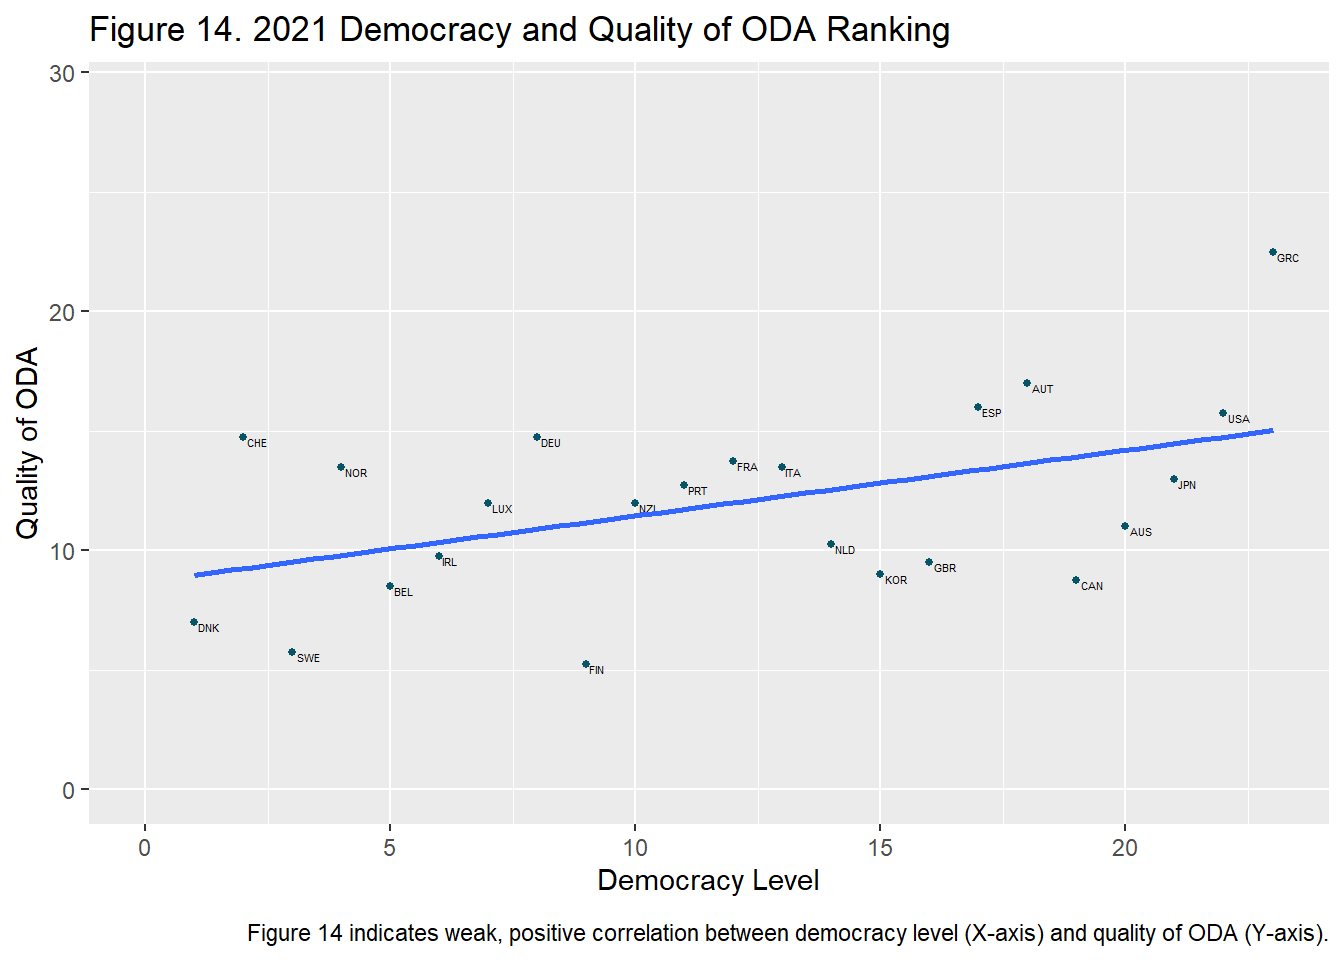 Figure 14. 2021 Democracy and Quality of ODA Ranking
30
20
10
0
Quality of ODA
GRC
AUT
ESP
USA
CHE
DEU
FRA
NOR
ITA
JPN
PRT
LUX
NZL
AUS
NLD
IRL
GBR
KOR
CAN
BEL
DNK
SWE
FIN
0 5 10 15 20
Democracy Level
Figure 14 indicates weak, positive correlation between democracy level (X-axis) and quality of ODA (Y-axis).